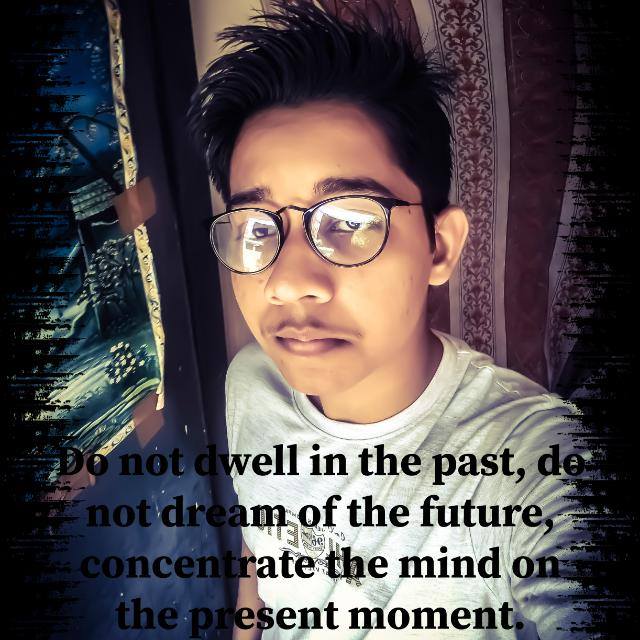 Do not dwell in the past, do
not dream of the future,
concentrate the mind on
the present moment.